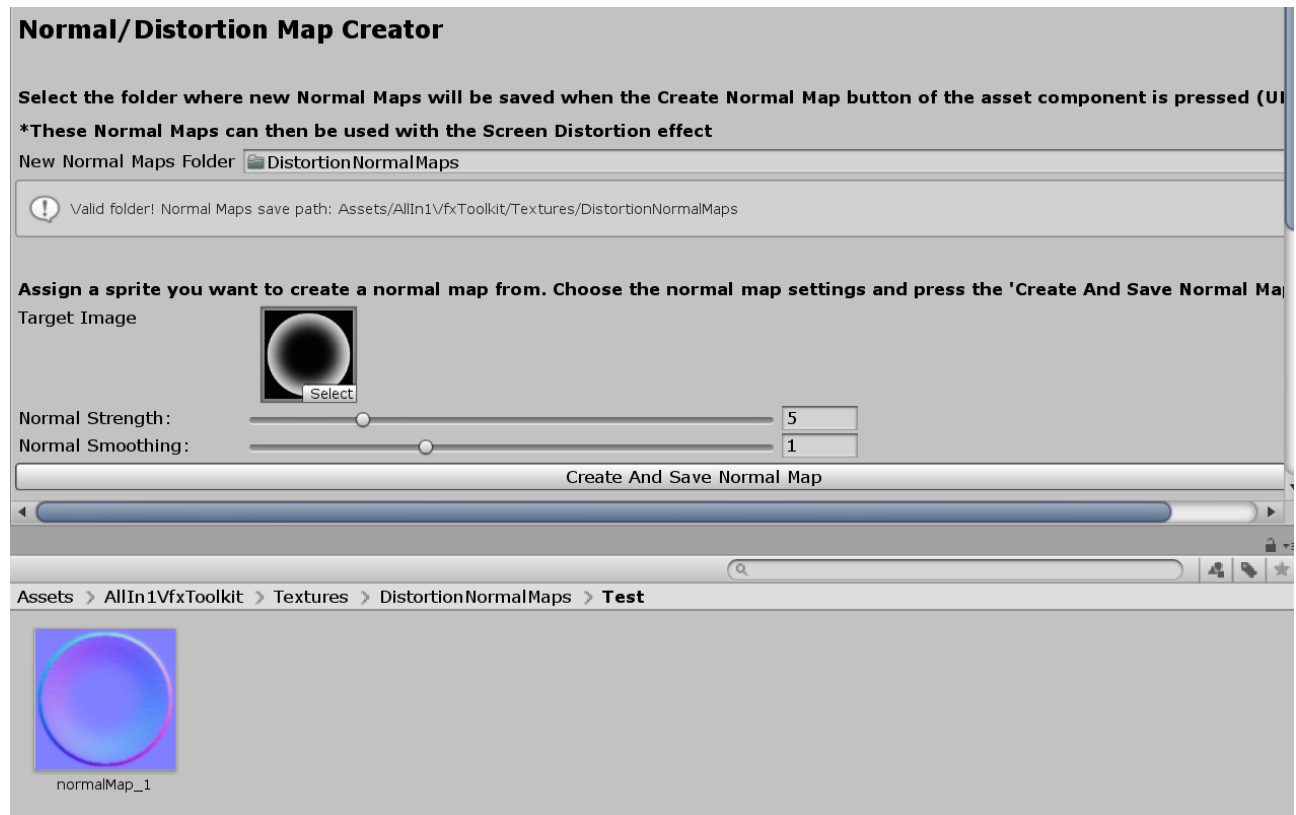 Normal/Distortion Map Creator
Select the folder where new Normal Maps will be saved when the Create Normal Map button of the asset component is pressed
*These Normal Maps can then be used with the Screen Distortion effect
New Normal Maps Folder DistortionNormalMaps
Valid folder! Normal Maps save path: Assets/AllIn1VfxToolkit/Textures/DistortionNormalMaps
Assign a sprite you want to create a normal map from. Choose the normal map settings and press the 'Create And Save Normal
Target Image
Select
Normal Strength: 5
Normal Smoothing: 1
Create And Save Normal Map
Assets > AllIn1VfxToolkit > Textures > DistortionNormalMaps > Test
normalMap_1